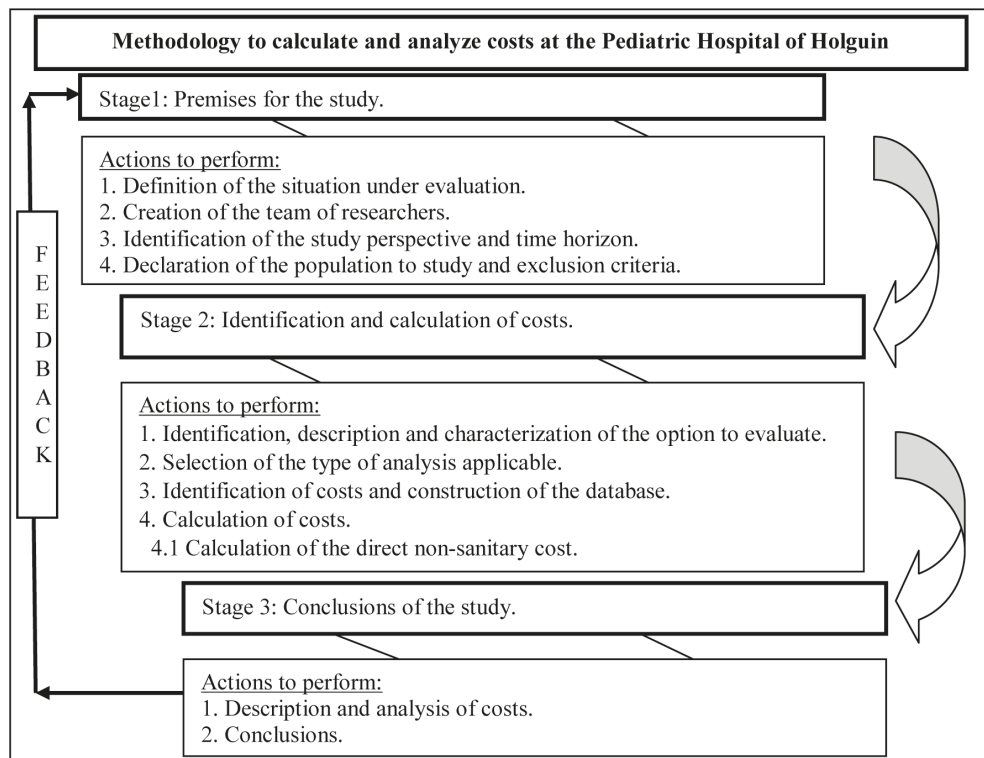 Methodology to calculate and analyze costs at the Pediatric Hospital of Holguin
Stage1: Premises for the study.
Actions to perform:
1. Definition of the situation under evaluation.
2. Creation of the team of researchers.
3. Identification of the study perspective and time horizon.
4. Declaration of the population to study and exclusion criteria.
Stage 2: Identification and calculation of costs.
Actions to perform:
1. Identification, description and characterization of the option to evaluate.
2. Selection of the type of analysis applicable.
3. Identification of costs and construction of the database.
4. Calculation of costs.
4.1 Calculation of the direct non-sanitary cost.
Stage 3: Conclusions of the study.
Actions to perform:
1. Description and analysis of costs.
2. Conclusions.
FEEDBACK